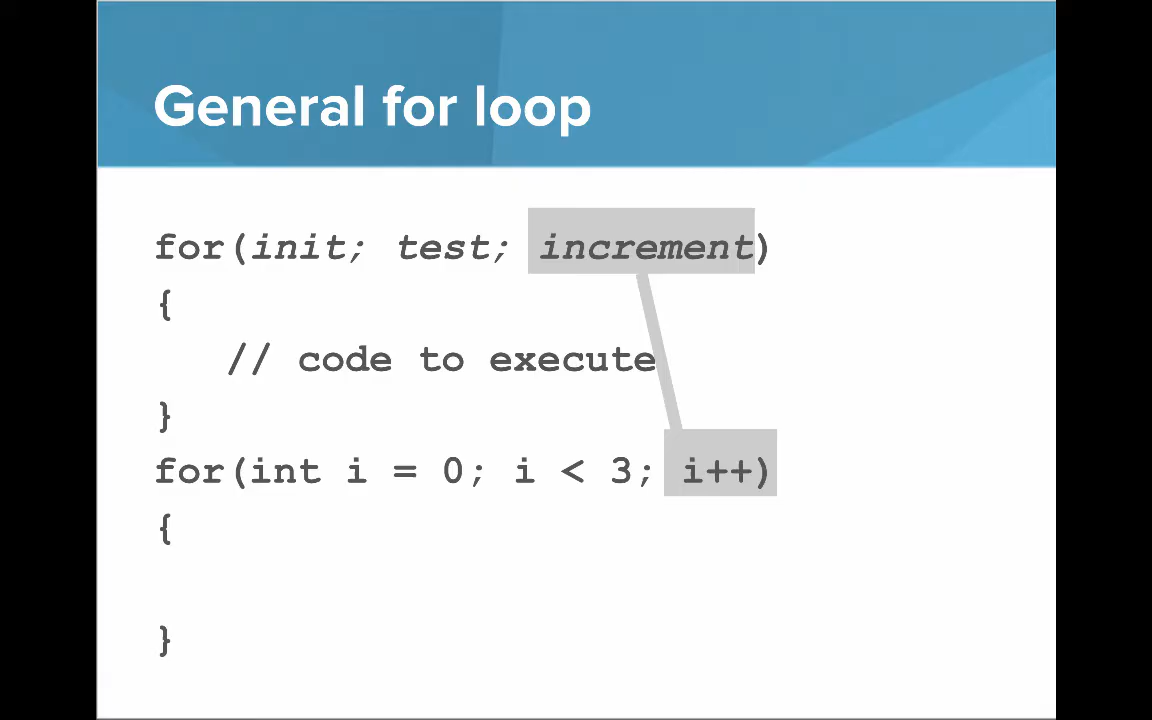 General for loop
for(init; test; increment)
{
// code to execute
}
for(int i = 0; i < 3; i++)
{
}